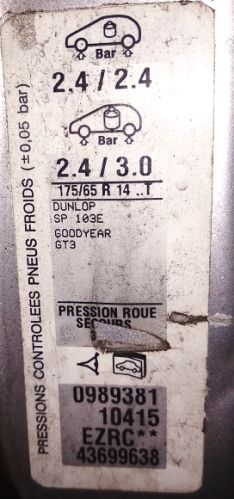 Bar
2.4 / 2.4
Bar
2.4 / 3.0
175/65 R 14 ..T
DUNLOP
SP 103E
GOODYEAR
GT3
PRESSION ROUE
SECOURS
PRESSIONS CONTROLEES PNEUS FROIDS (±0,05 bar)
0989381
10415
EZRC**
43699638